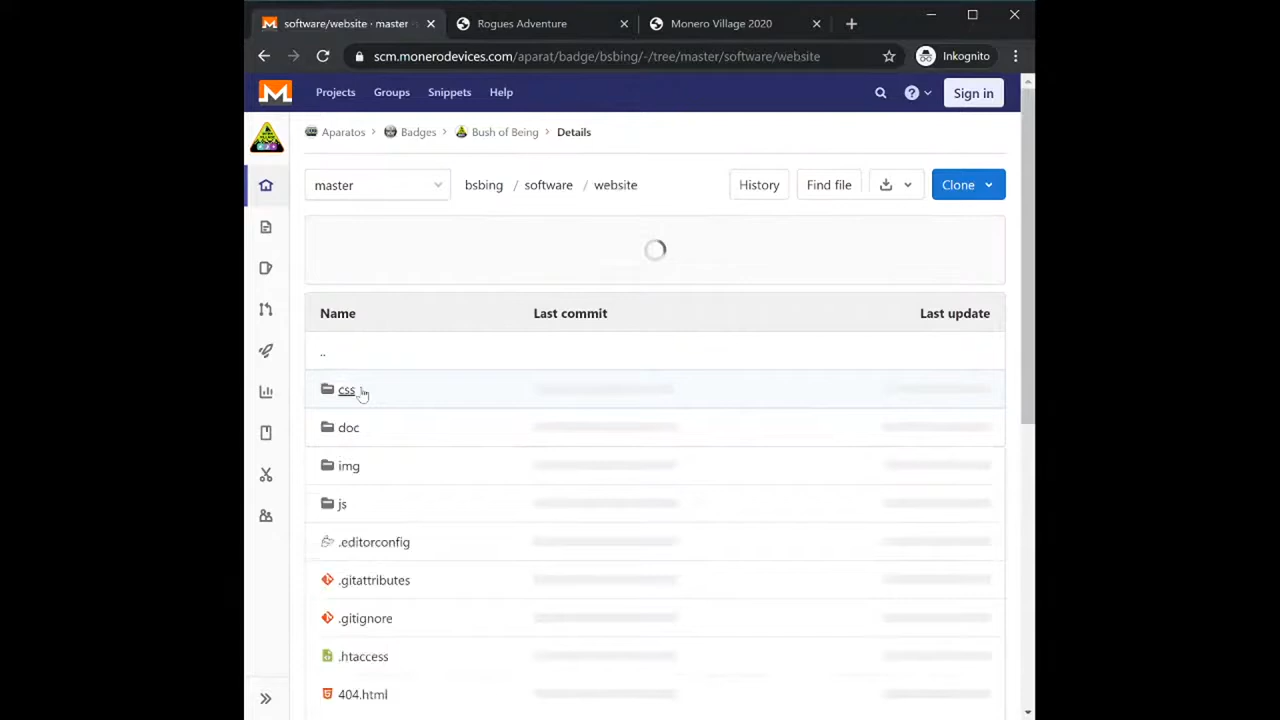 software/website · master
Rogues Adventure
Monero Village 2020
scm.monerodevices.com/aparat/badge/bsbing/-/tree/master/software/website
Inkognito
Projects Groups Snippets Help
Sign in
Aparatos > Badges > Bush of Being > Details
master
bsbing / software / website
History
Find file
Clone
Name Last commit Last update
..
css
doc
img
js
.editorconfig
.gitattributes
.gitignore
.htaccess
404.html